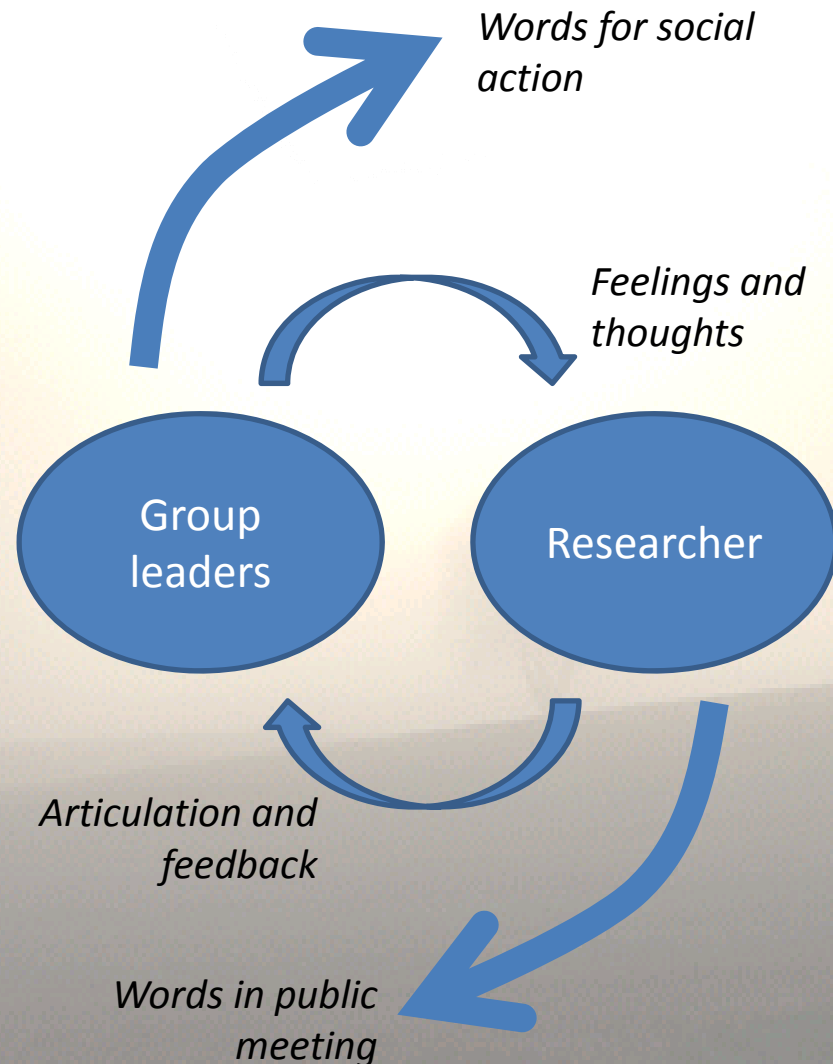 Words for social
action
Feelings and
thoughts
Group
leaders
Researcher
Articulation and
feedback
Words in public
meeting